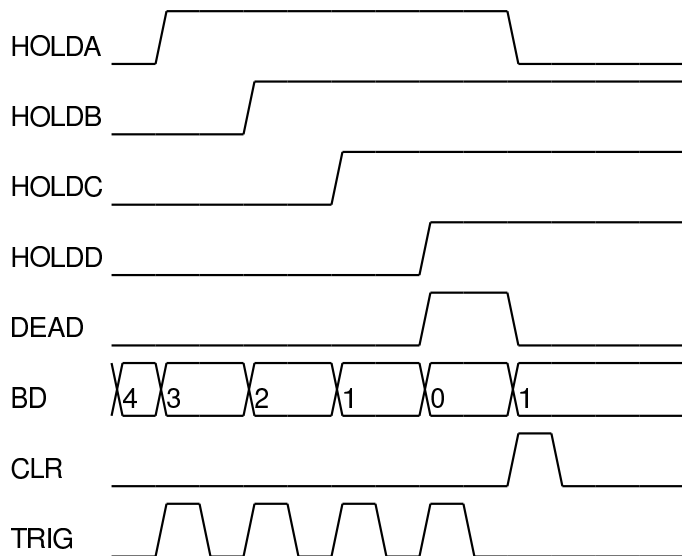 HOLDA
HOLDB
HOLDC
HOLDD
DEAD
BD 4 3 2 1 0 1
CLR
TRIG